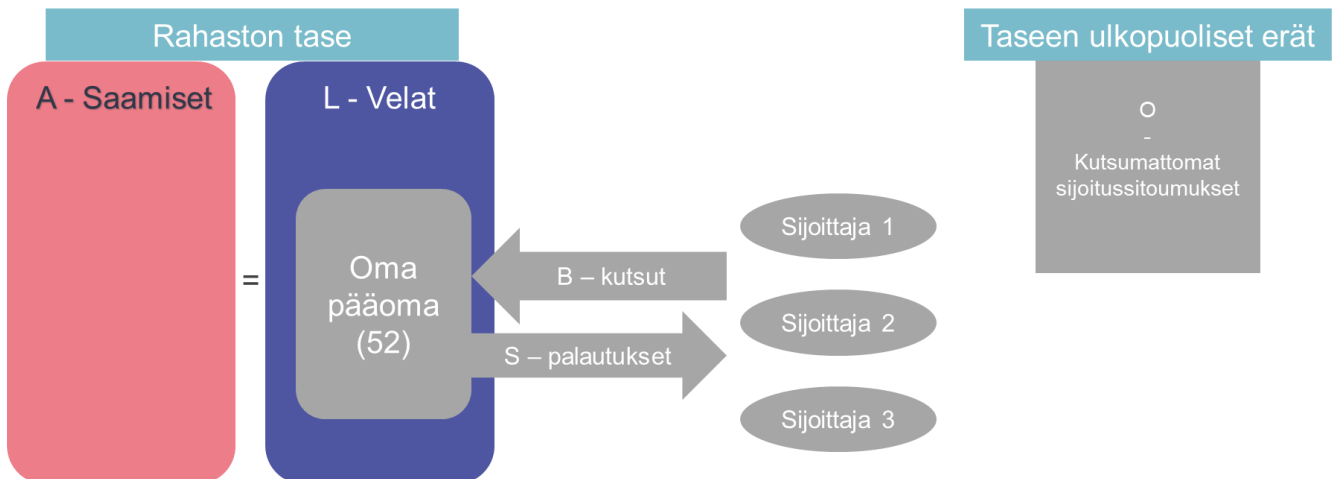 Rahaston tase
Taseen ulkopuoliset erät
A - Saamiset
L - Velat
O
-
Kutsumattomat
sijoitussitoumukset
Oma
pääoma
(52)
=
B – kutsut
S – palautukset
Sijoittaja 1
Sijoittaja 2
Sijoittaja 3